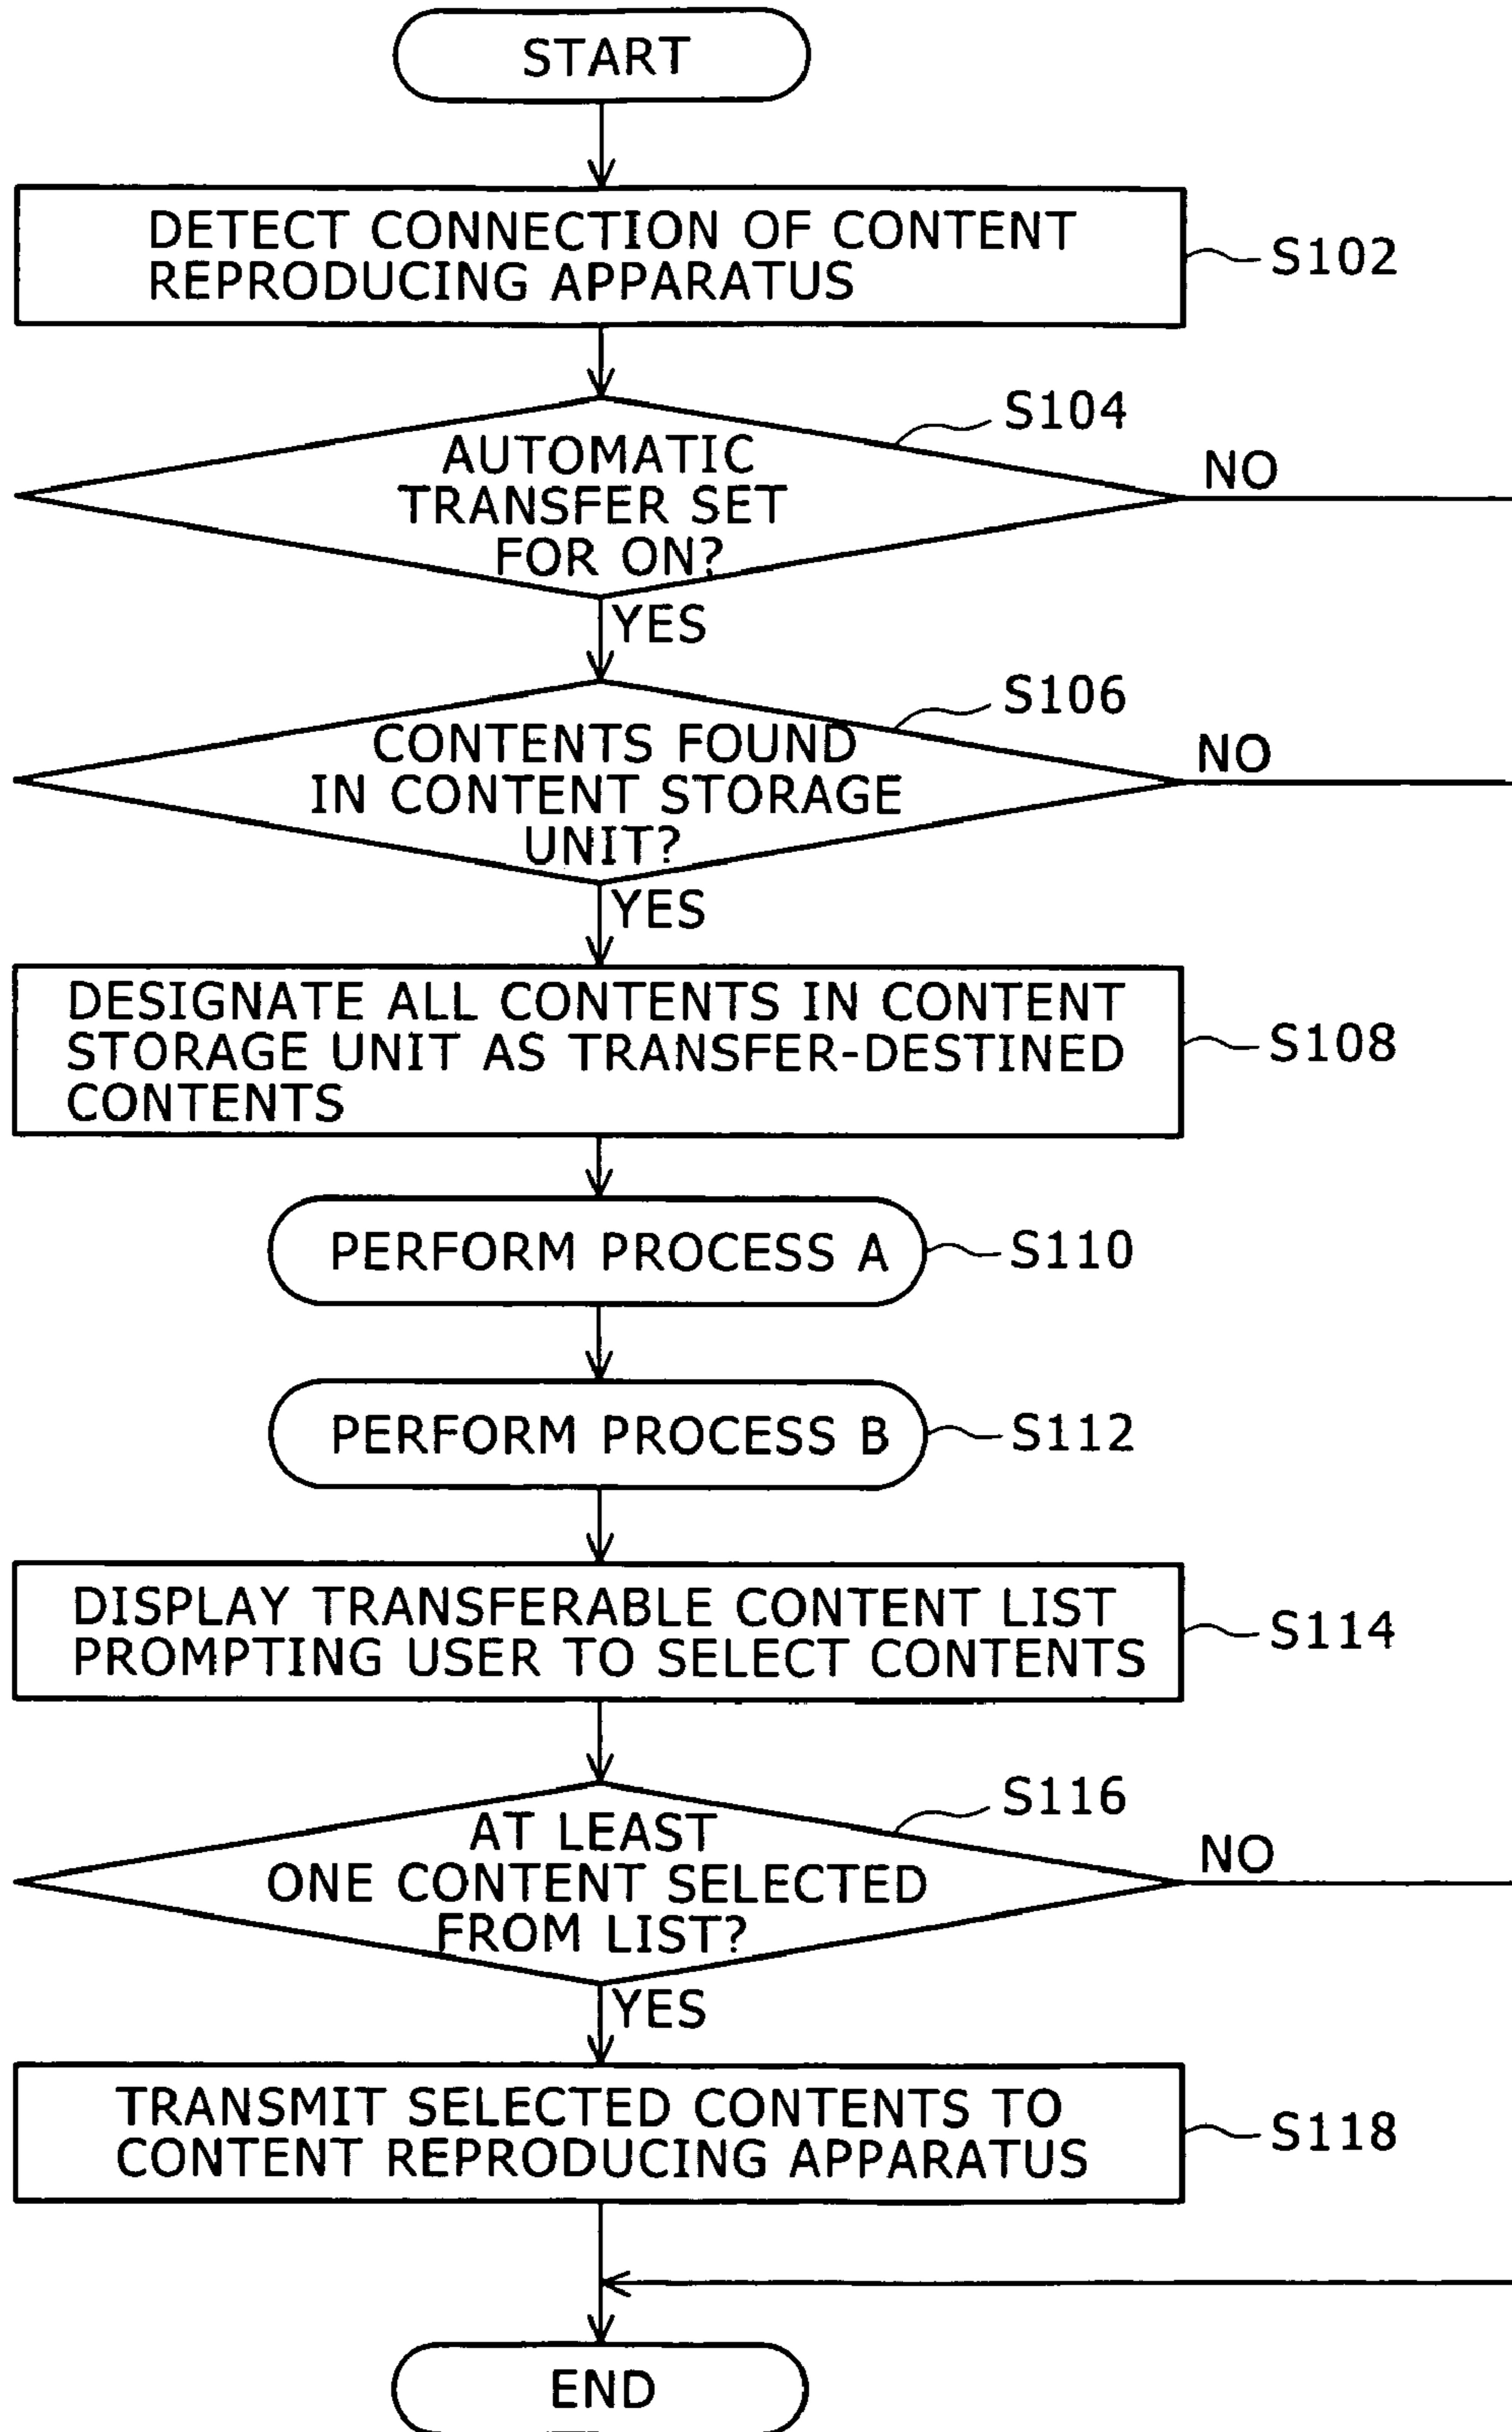 START
DETECT CONNECTION OF CONTENT
REPRODUCING APPARATUS
S102
S104
AUTOMATIC
TRANSFER SET
FOR ON?
NO
YES
S106
CONTENTS FOUND
IN CONTENT STORAGE
UNIT?
NO
YES
DESIGNATE ALL CONTENTS IN CONTENT
STORAGE UNIT AS TRANSFER-DESTINED
CONTENTS
S108
PERFORM PROCESS A
S110
PERFORM PROCESS B
S112
DISPLAY TRANSFERABLE CONTENT LIST
PROMPTING USER TO SELECT CONTENTS
S114
S116
AT LEAST
ONE CONTENT SELECTED
FROM LIST?
NO
YES
TRANSMIT SELECTED CONTENTS TO
CONTENT REPRODUCING APPARATUS
S118
END